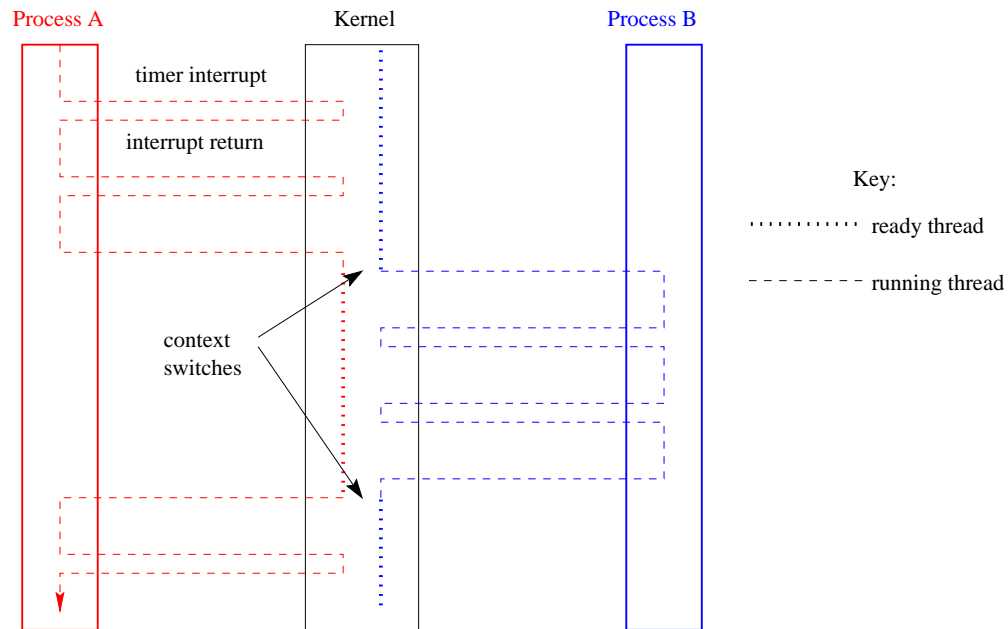 Process A
Kernel
Process B
timer interrupt
interrupt return
Key:
ready thread
running thread
context
switches